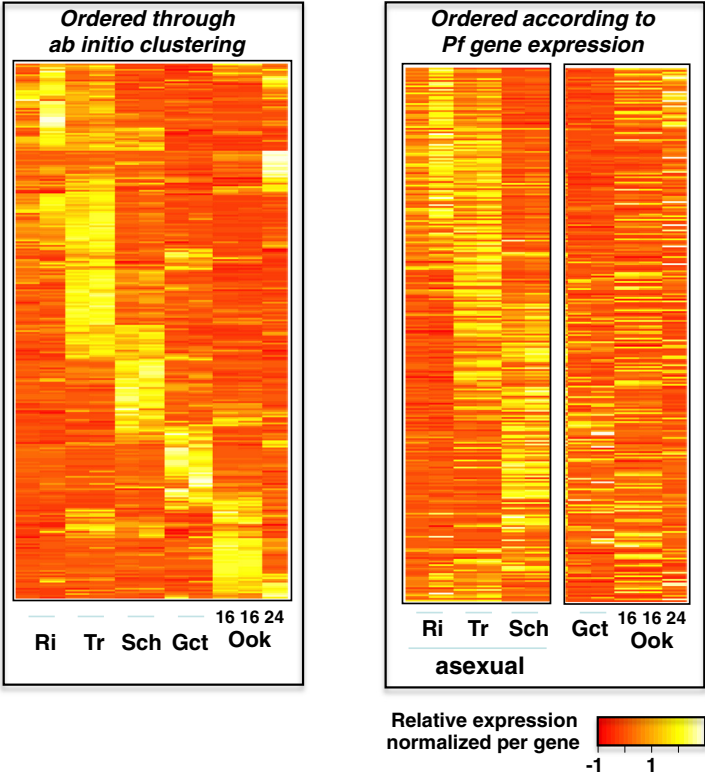 Ordered through
ab initio clustering
Ordered according to
Pf gene expression
16 16 24
Ri Tr Sch Gct Ook
16 16 24
Ri Tr Sch Gct Ook
asexual
Relative expression
normalized per gene
-1 1